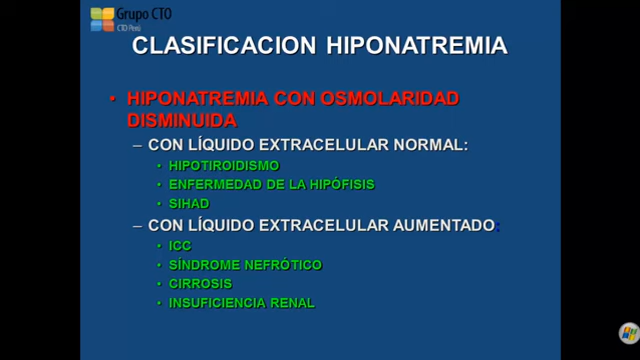 Grupo CTO
CTO Perú
CLASIFICACION HIPONATREMIA
• HIPONATREMIA CON OSMOLARIDAD
DISMINUIDA
– CON LÍQUIDO EXTRACELULAR NORMAL:
• HIPOTIROIDISMO
• ENFERMEDAD DE LA HIPÓFISIS
• SIHAD
– CON LÍQUIDO EXTRACELULAR AUMENTADO:
• ICC
• SÍNDROME NEFRÓTICO
• CIRROSIS
• INSUFICIENCIA RENAL